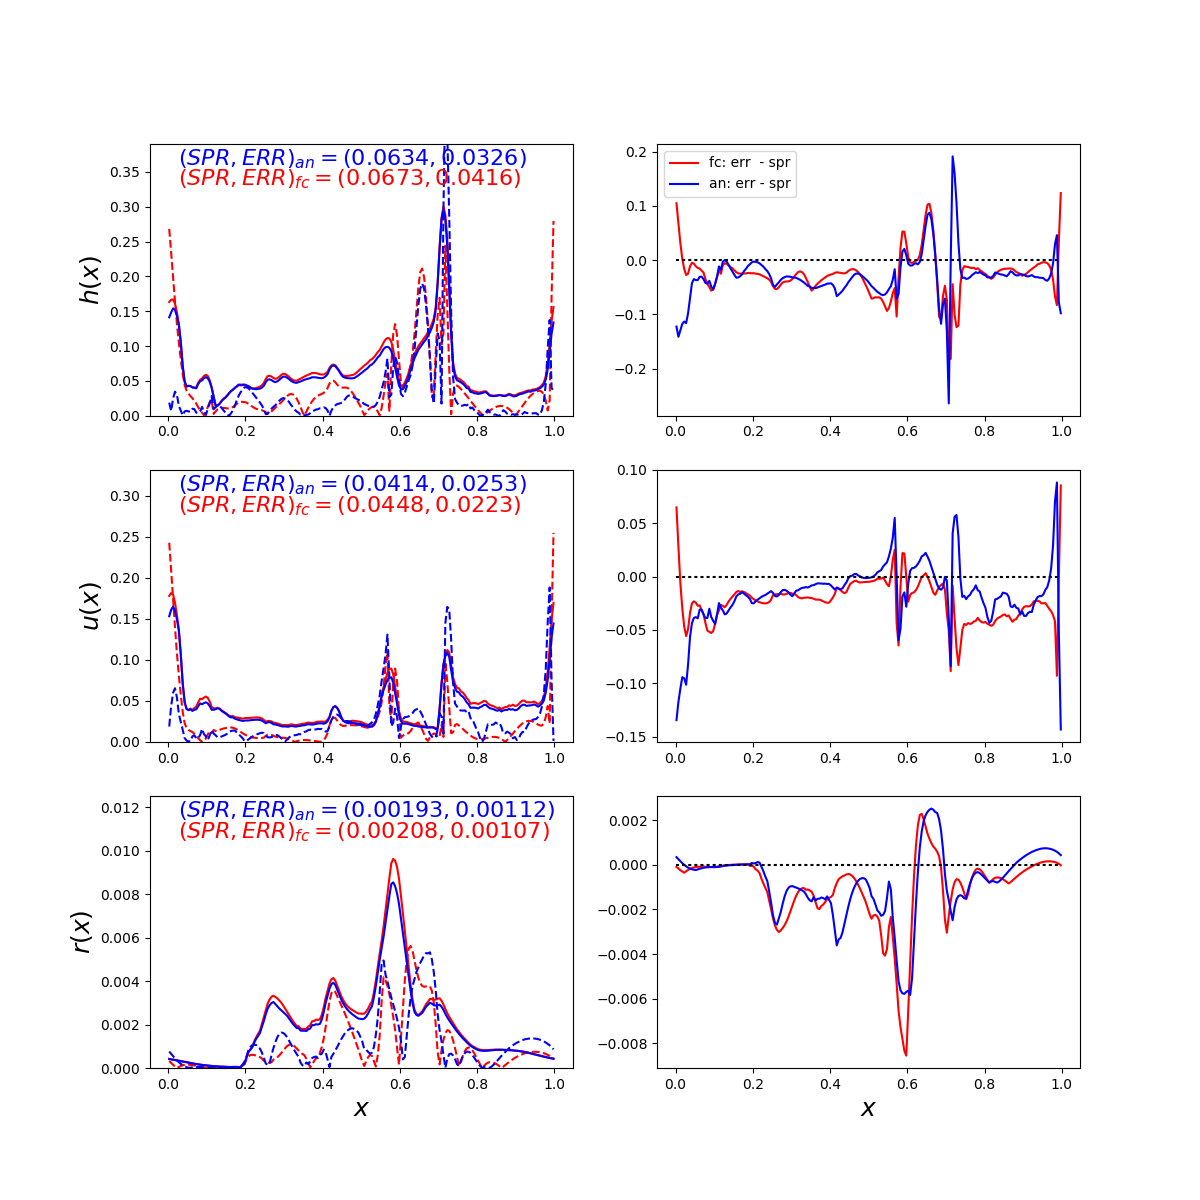 (SPR, ERR)an = (0.0634, 0.0326)
(SPR, ERR)fc = (0.0673, 0.0416)
h(x)
0.35
0.30
0.25
0.20
0.15
0.10
0.05
0.00
0.0 0.2 0.4 0.6 0.8 1.0
fc: err - spr
an: err - spr
0.2
0.1
0.0
−0.1
−0.2
0.0 0.2 0.4 0.6 0.8 1.0
(SPR, ERR)an = (0.0414, 0.0253)
(SPR, ERR)fc = (0.0448, 0.0223)
u(x)
0.30
0.25
0.20
0.15
0.10
0.05
0.00
0.0 0.2 0.4 0.6 0.8 1.0
0.10
0.05
0.00
−0.05
−0.10
−0.15
0.0 0.2 0.4 0.6 0.8 1.0
(SPR, ERR)an = (0.00193, 0.00112)
(SPR, ERR)fc = (0.00208, 0.00107)
r(x)
0.012
0.010
0.008
0.006
0.004
0.002
0.000
0.0 0.2 0.4 0.6 0.8 1.0
x
0.002
0.000
−0.002
−0.004
−0.006
−0.008
0.0 0.2 0.4 0.6 0.8 1.0
x